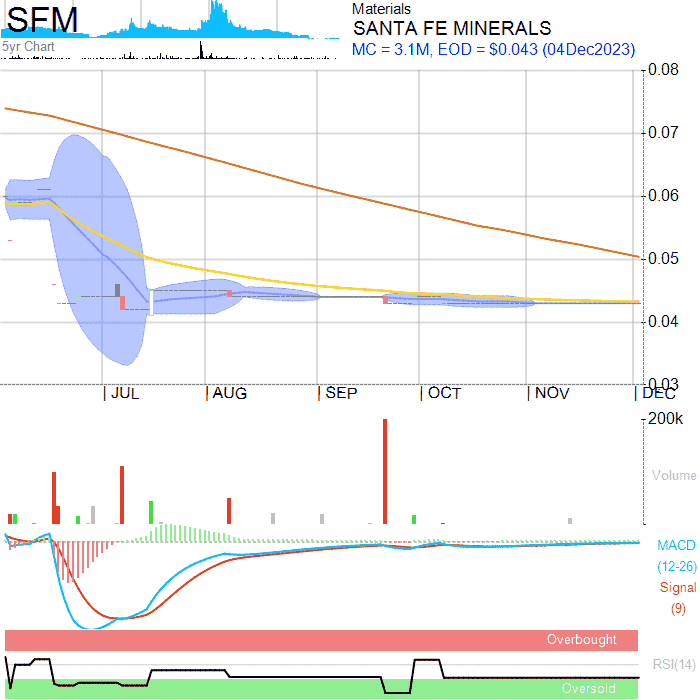 SFM
5yr Chart
Materials
SANTA FE MINERALS
MC = 3.1M, EOD = $0.043 (04Dec2023)
0.08
0.07
0.06
0.05
0.04
0.03
JUL AUG SEP OCT NOV DEC
200k
Volume
MACD
(12-26)
Signal
(9)
Overbought
RSI(14)
Oversold